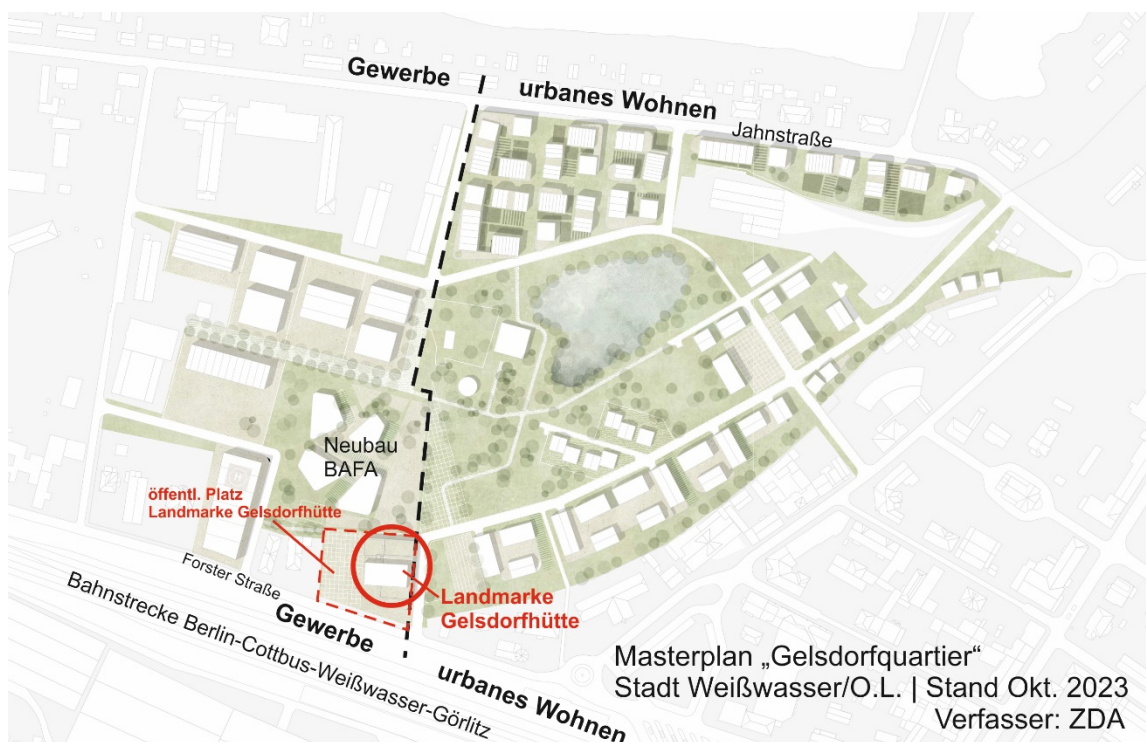 Gewerbe
urbanes Wohnen
Jahnstraße
Neubau
BAFA
öffentl. Platz
Landmarke Gelsdorfhütte
Forster Straße
Landmarke
Gelsdorfhütte
Gewerbe
urbanes Wohnen
Bahnstrecke Berlin-Cottbus-Weißwasser-Görlitz
Masterplan „Gelsdorfquartier“
Stadt Weißwasser/O.L. | Stand Okt. 2023
Verfasser: ZDA